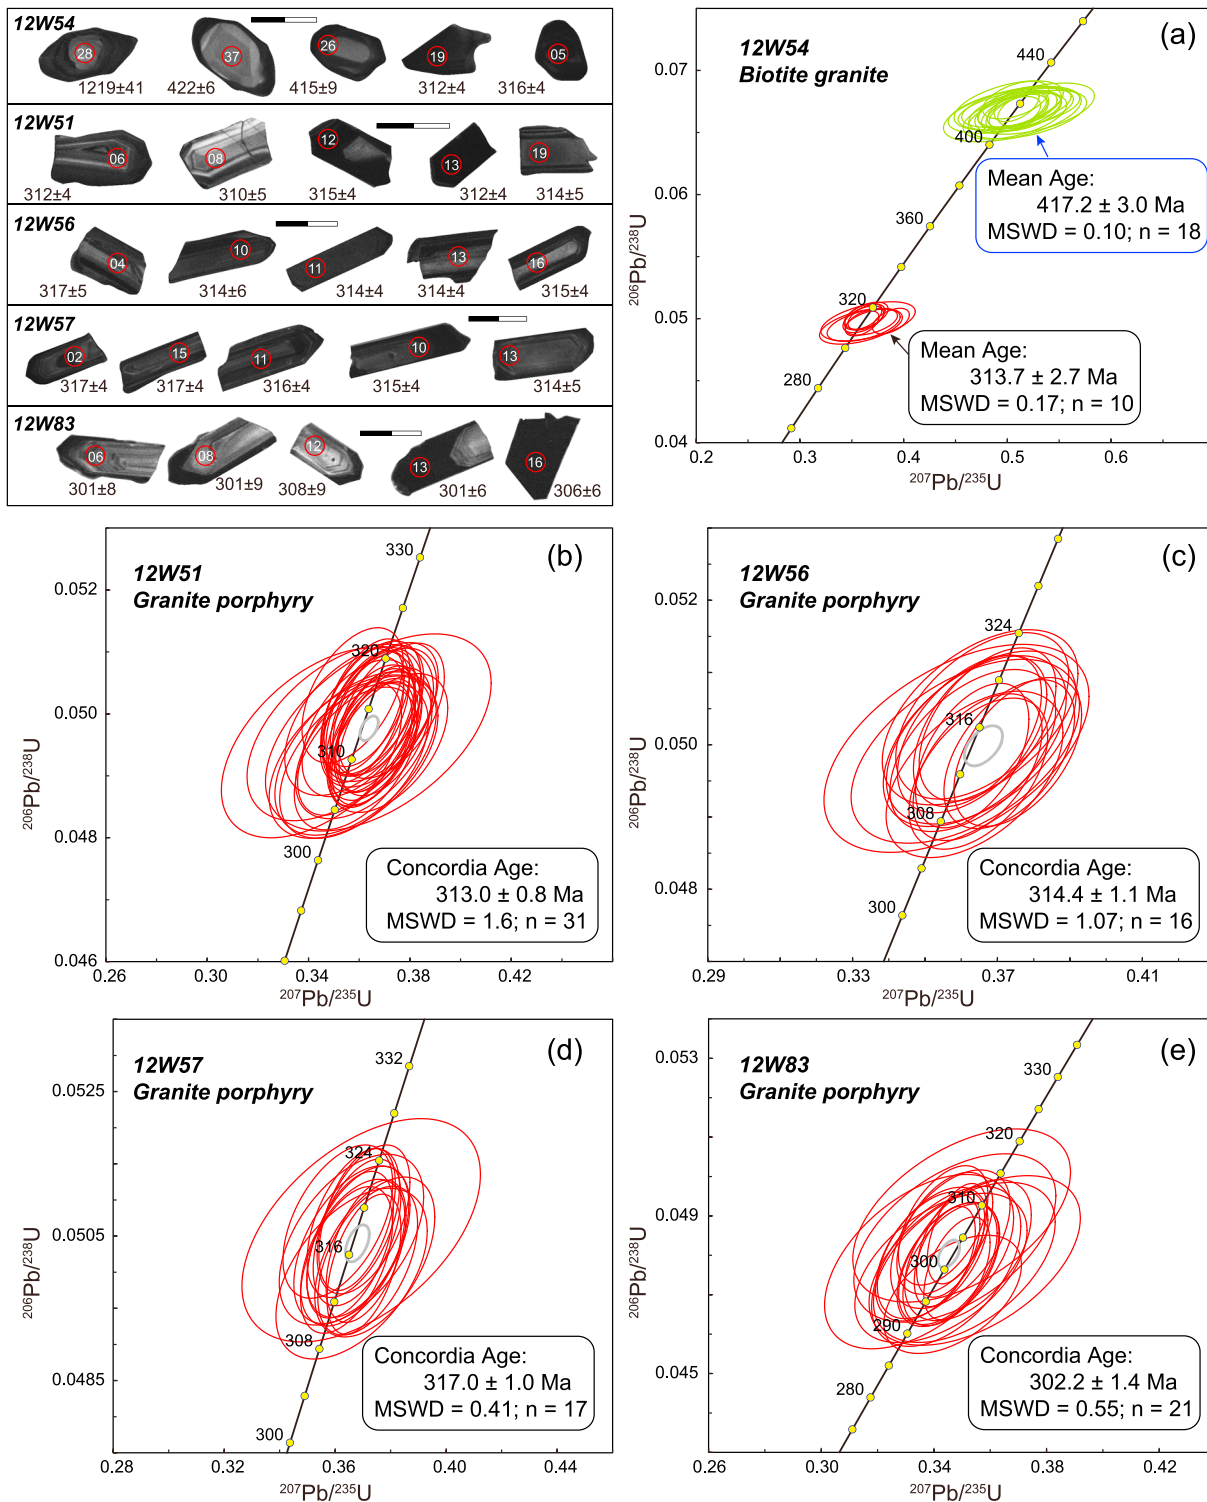 12W54
28
37
26
19
05
1219±41
422±6
415±9
312±4
316±4
12W51
06
08
12
13
19
312±4
310±5
315±4
312±4
314±5
12W56
04
10
11
13
16
317±5
314±6
314±4
314±4
315±4
12W57
02
15
11
10
13
317±4
317±4
316±4
315±4
314±5
12W83
06
08
12
13
16
301±8
301±9
308±9
301±6
306±6
(a)
12W54
Biotite granite
440
400
360
320
280
Mean Age:
417.2 ± 3.0 Ma
MSWD = 0.10; n = 18
Mean Age:
313.7 ± 2.7 Ma
MSWD = 0.17; n = 10
0.07
0.06
0.05
0.04
0.2
0.3
0.4
0.5
0.6
206Pb/238U
207Pb/235U
(b)
12W51
Granite porphyry
330
320
310
300
Concordia Age:
313.0 ± 0.8 Ma
MSWD = 1.6; n = 31
0.052
0.050
0.048
0.046
0.26
0.30
0.34
0.38
0.42
206Pb/238U
207Pb/235U
(c)
12W56
Granite porphyry
324
316
308
300
Concordia Age:
314.4 ± 1.1 Ma
MSWD = 1.07; n = 16
0.052
0.050
0.048
0.29
0.33
0.37
0.41
206Pb/238U
207Pb/235U
(d)
12W57
Granite porphyry
332
324
316
308
300
Concordia Age:
317.0 ± 1.0 Ma
MSWD = 0.41; n = 17
0.0525
0.0505
0.0485
0.28
0.32
0.36
0.40
0.44
206Pb/238U
207Pb/235U
(e)
12W83
Granite porphyry
330
320
310
300
290
280
Concordia Age:
302.2 ± 1.4 Ma
MSWD = 0.55; n = 21
0.053
0.049
0.045
0.26
0.30
0.34
0.38
0.42
206Pb/238U
207Pb/235U